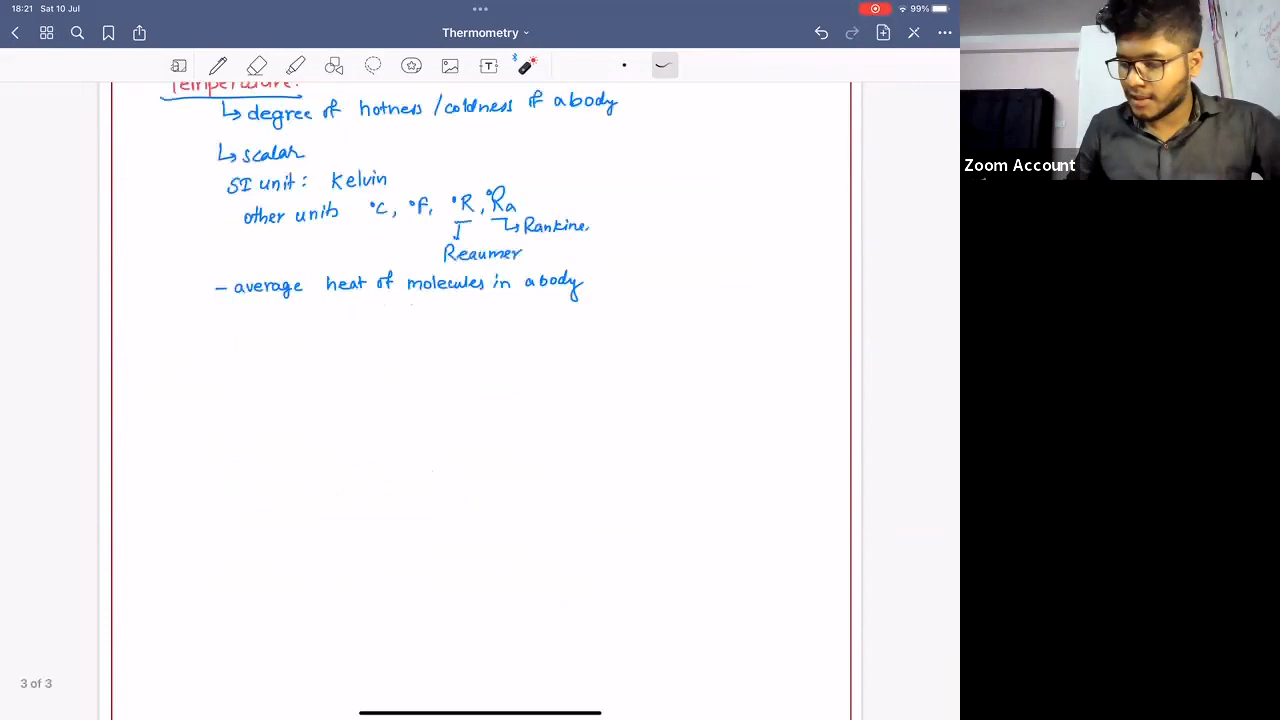 18:21 Sat 10 Jul
99%
Thermometry
Temperature:
↳ degree of hotness /coldness of a body
↳ scalar
SI unit : Kelvin
other units °C, °F, °R, °Ra
↳ Rankine.
Reaumer
- average heat of molecules in a body
Zoom Account
3 of 3